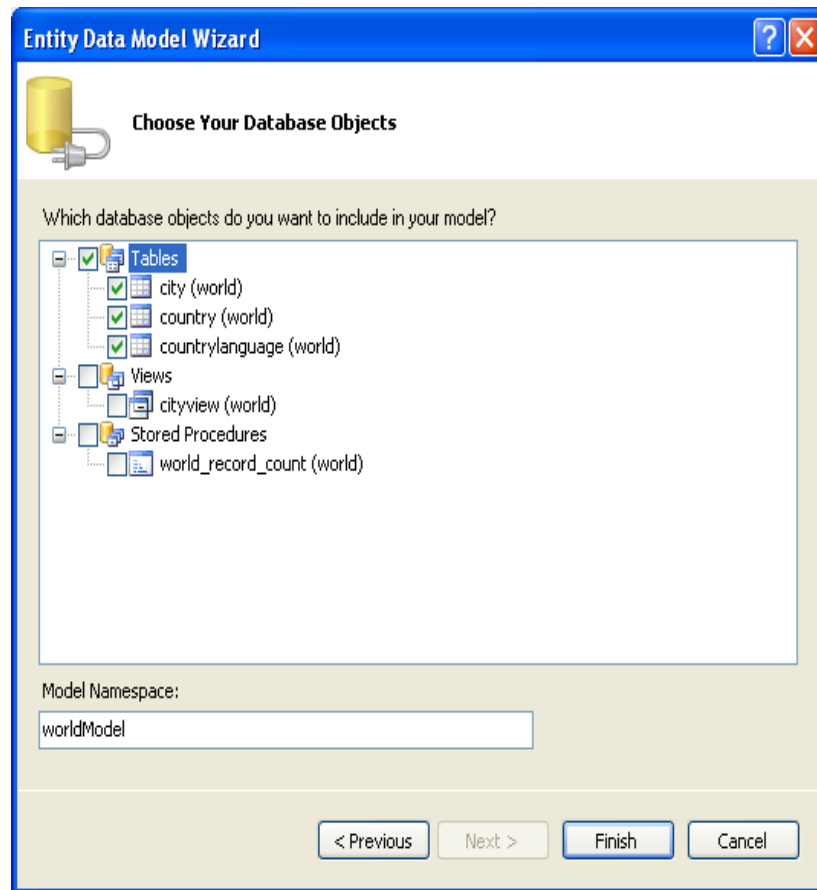 Entity Data Model Wizard
Choose Your Database Objects
Which database objects do you want to include in your model?
Tables
city (world)
country (world)
countrylanguage (world)
Views
cityview (world)
Stored Procedures
world_record_count (world)
Model Namespace:
worldModel
< Previous Next > Finish Cancel